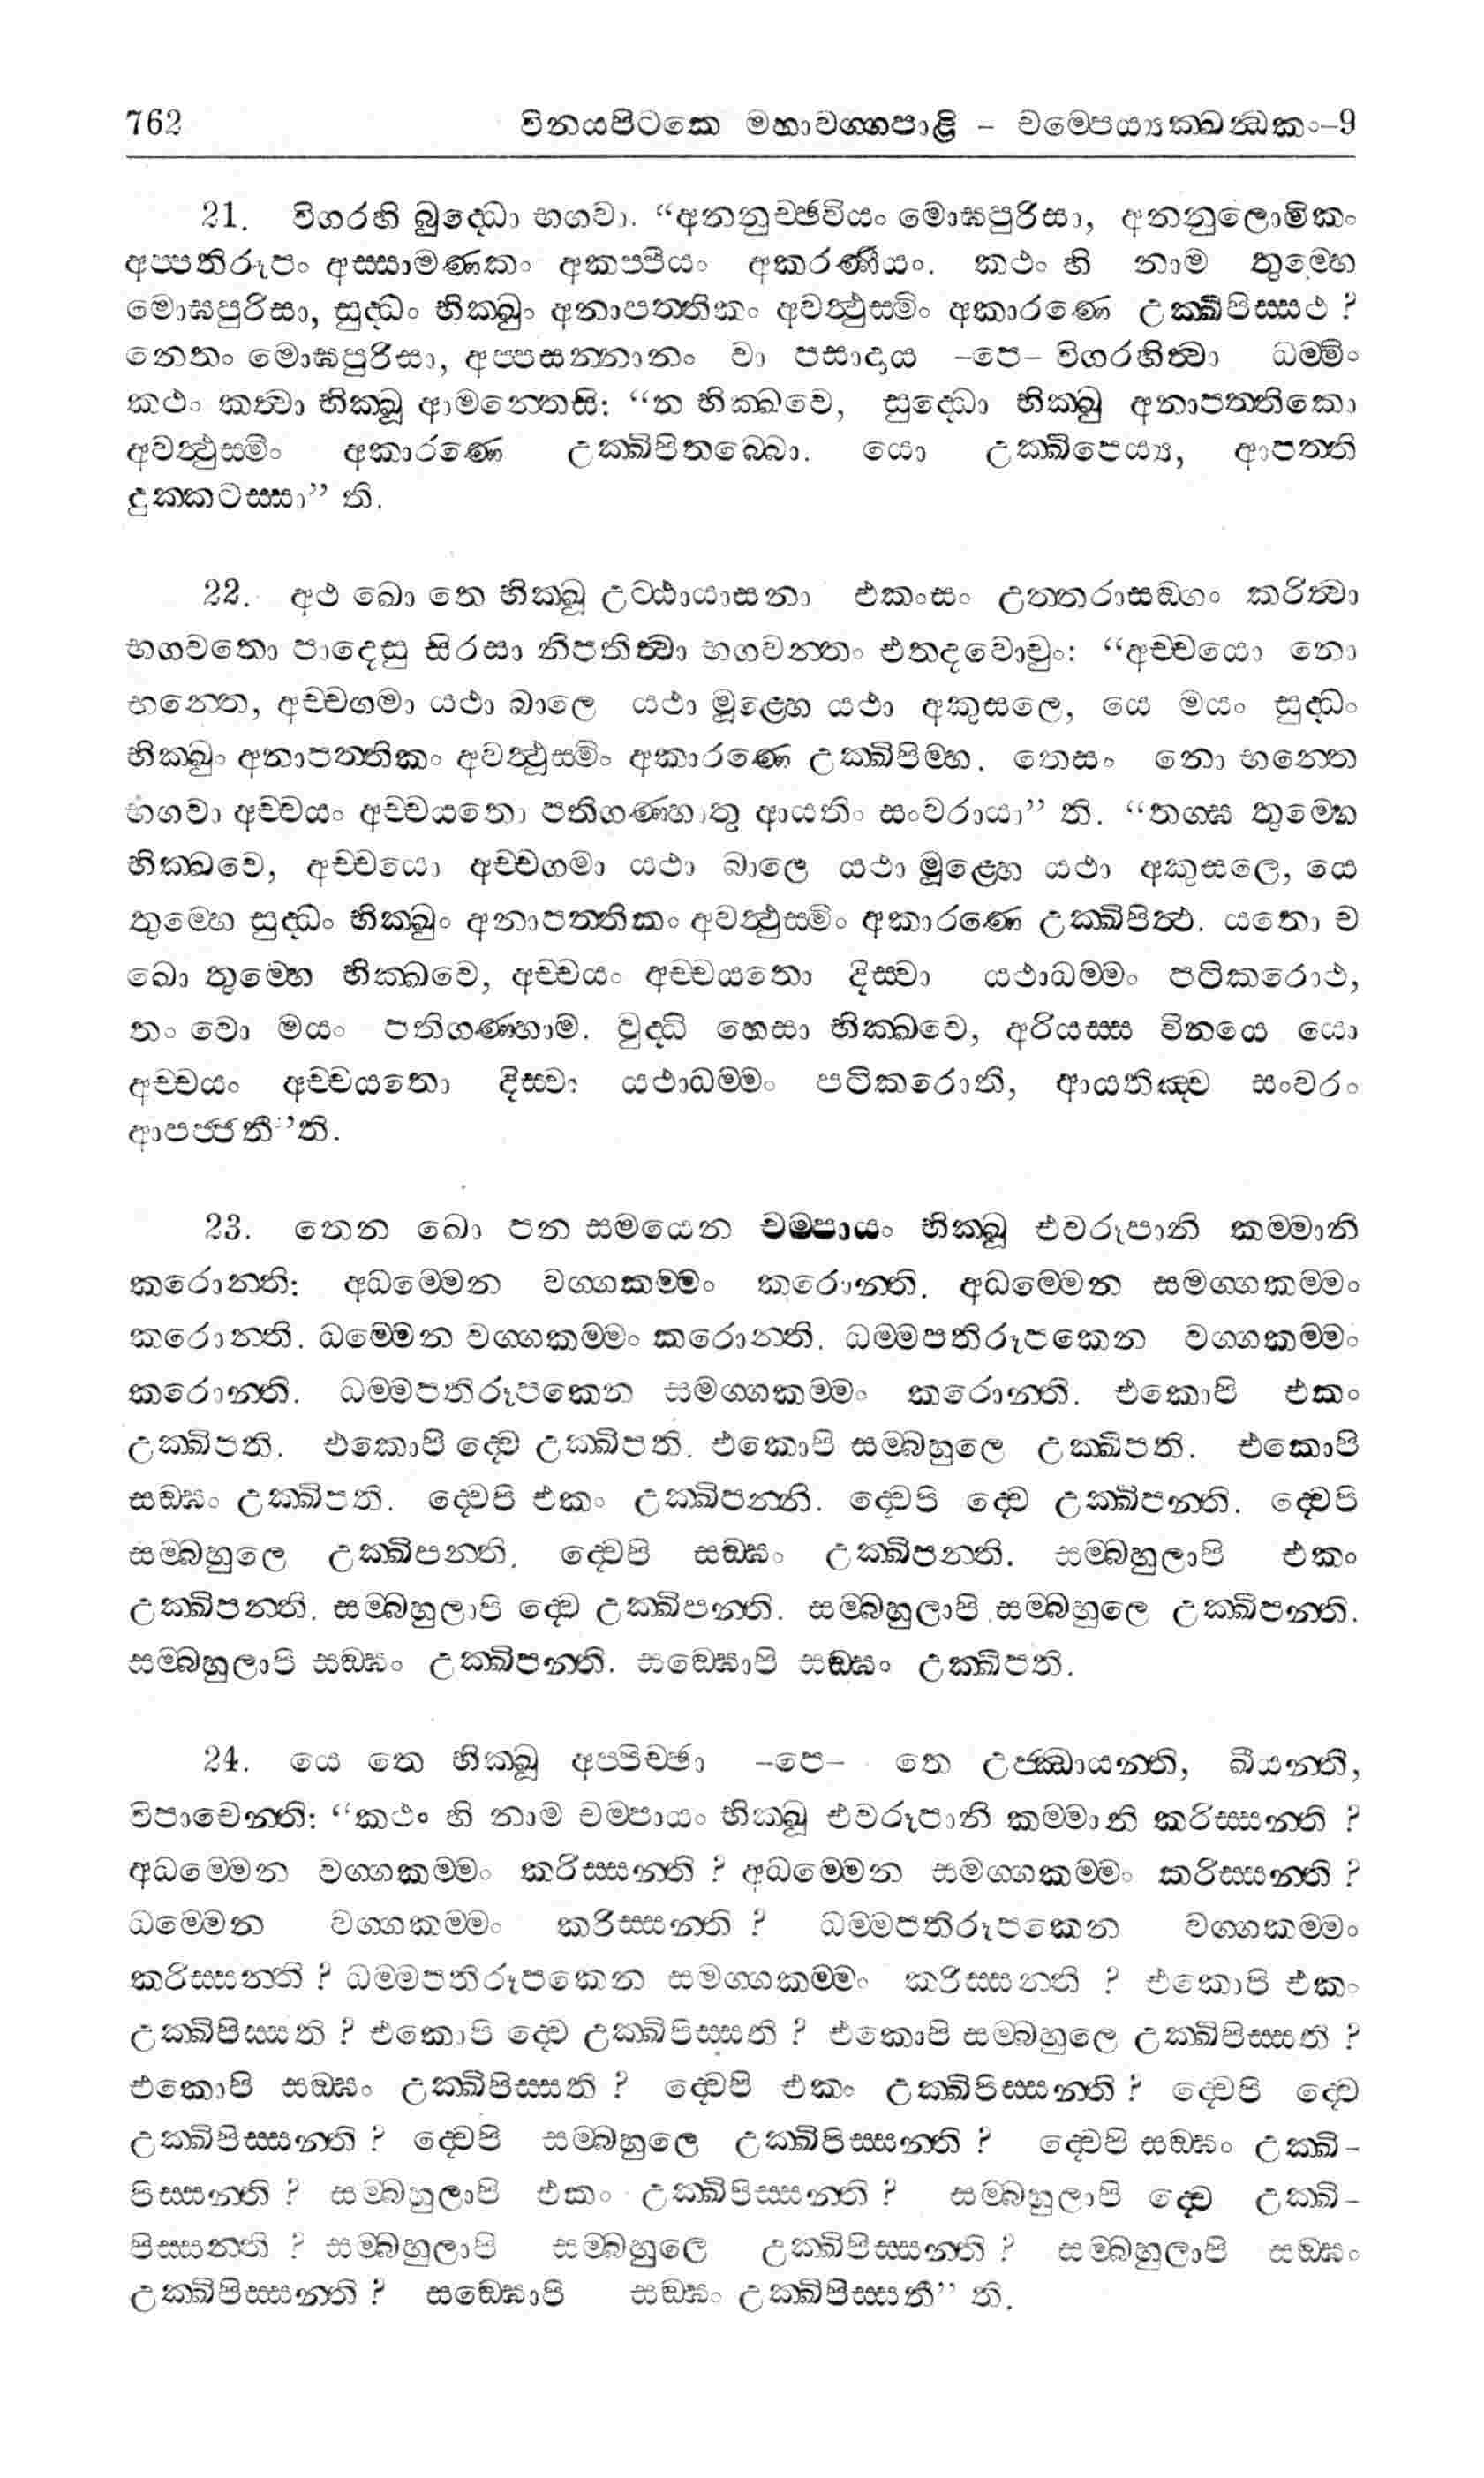 762 විනයපිටකෙ මහාවග්ගපාළි – චම්පෙය්‍යක්ඛන්ධකං–9
21. විගරහි බුද්ධො භගවා. “අනනුච්ඡවියං මොඝපුරිසා, අනනුලොමිකං
අප්පතිරූපං අස්සාමණකං අකප්පියං අකරණීයං. කථං හි නාම තුම්හෙ
මොඝපුරිසා, සුද්ධං භික්ඛුං අනාපත්තිකං අවත්ථුස්මිං අකාරණෙ උක්ඛිපිස්සථ ?
නෙතං මොඝපුරිසා, අප්පසන්නානං වා පසාදාය –පෙ– විගරහිත්වා ධම්මිං
කථං කත්වා භික්ඛූ ආමන්තෙසි: “න භික්ඛවෙ, සුද්ධො භික්ඛු අනාපත්තිකො
අවත්ථුස්මිං අකාරණෙ උක්ඛිපිතබ්බො. යො උක්ඛිපෙය්‍ය, ආපත්ති
දුක්කටස්සා” ති.
22. අථ ඛො තෙ භික්ඛූ උට්ඨායාසනා එකංසං උත්තරාසඞ්ගං කරිත්වා
භගවතො පාදෙසු සිරසා නිපතිත්වා භගවන්තං එතදවොචුං: “අච්චයො නො
භන්තෙ, අච්චගමා යථා බාලෙ යථා මූළ්හෙ යථා අකුසලෙ, යෙ මයං සුද්ධං
භික්ඛුං අනාපත්තිකං අවත්ථුස්මිං අකාරණෙ උක්ඛිපිම්හ. තෙසං නො භන්තෙ
භගවා අච්චයං අච්චයතො පතිගණ්හාතු ආයතිං සංවරායා” ති. “තග්ඝ තුම්හෙ
භික්ඛවෙ, අච්චයො අච්චගමා යථා බාලෙ යථා මූළ්හෙ යථා අකුසලෙ, යෙ
තුම්හෙ සුද්ධං භික්ඛුං අනාපත්තිකං අවත්ථුස්මිං අකාරණෙ උක්ඛිපිත්ථ. යතො ච
ඛො තුම්හෙ භික්ඛවෙ, අච්චයං අච්චයතො දිස්වා යථාධම්මං පටිකරොථ,
තං වො මයං පතිගණ්හාම. වුද්ධි හෙසා භික්ඛවෙ, අරියස්ස විනයෙ යො
අච්චයං අච්චයතො දිස්වා යථාධම්මං පටිකරොති, ආයතිඤ්ච සංවරං
ආපජ්ජතී”ති.
23. තෙන ඛො පන සමයෙන චම්පායං භික්ඛූ එවරූපානි කම්මානි
කරොන්ති: අධම්මෙන වග්ගකම්මං කරොන්ති. අධම්මෙන සමග්ගකම්මං
කරොන්ති. ධම්මෙන වග්ගකම්මං කරොන්ති. ධම්මපතිරූපකෙන වග්ගකම්මං
කරොන්ති. ධම්මපතිරූපකෙන සමග්ගකම්මං කරොන්ති. එකොපි එකං
උක්ඛිපති. එකොපි ද්වෙ උක්ඛිපති. එකොපි සම්බහුලෙ උක්ඛිපති. එකොපි
සඞ්ඝං උක්ඛිපති. ද්වෙපි එකං උක්ඛිපන්ති. ද්වෙපි ද්වෙ උක්ඛිපන්ති. ද්වෙපි
සම්බහුලෙ උක්ඛිපන්ති. ද්වෙපි සඞ්ඝං උක්ඛිපන්ති. සම්බහුලාපි එකං
උක්ඛිපන්ති. සම්බහුලාපි ද්වෙ උක්ඛිපන්ති. සම්බහුලාපි සම්බහුලෙ උක්ඛිපන්ති.
සම්බහුලාපි සඞ්ඝං උක්ඛිපන්ති. සඞ්ඝොපි සඞ්ඝං උක්ඛිපති.
24. යෙ තෙ භික්ඛූ අප්පිච්ඡා –පෙ– තෙ උජ්ඣායන්ති, ඛීයන්ති,
විපාචෙන්ති: “කථං හි නාම චම්පායං භික්ඛූ එවරූපානි කම්මානි කරිස්සන්ති ?
අධම්මෙන වග්ගකම්මං කරිස්සන්ති ? අධම්මෙන සමග්ගකම්මං කරිස්සන්ති ?
ධම්මෙන වග්ගකම්මං කරිස්සන්ති ? ධම්මපතිරූපකෙන වග්ගකම්මං
කරිස්සන්ති ? ධම්මපතිරූපකෙන සමග්ගකම්මං කරිස්සන්ති ? එකොපි එකං
උක්ඛිපිස්සති ? එකොපි ද්වෙ උක්ඛිපිස්සති ? එකොපි සම්බහුලෙ උක්ඛිපිස්සති ?
එකොපි සඞ්ඝං උක්ඛිපිස්සති ? ද්වෙපි එකං උක්ඛිපිස්සන්ති ? ද්වෙපි ද්වෙ
උක්ඛිපිස්සන්ති ? ද්වෙපි සම්බහුලෙ උක්ඛිපිස්සන්ති ? ද්වෙපි සඞ්ඝං උක්ඛි-
පිස්සන්ති ? සම්බහුලාපි එකං උක්ඛිපිස්සන්ති ? සම්බහුලාපි ද්වෙ උක්ඛි-
පිස්සන්ති ? සම්බහුලාපි සම්බහුලෙ උක්ඛිපිස්සන්ති ? සම්බහුලාපි සඞ්ඝං
උක්ඛිපිස්සන්ති ? සඞ්ඝොපි සඞ්ඝං උක්ඛිපිස්සතී” ති.